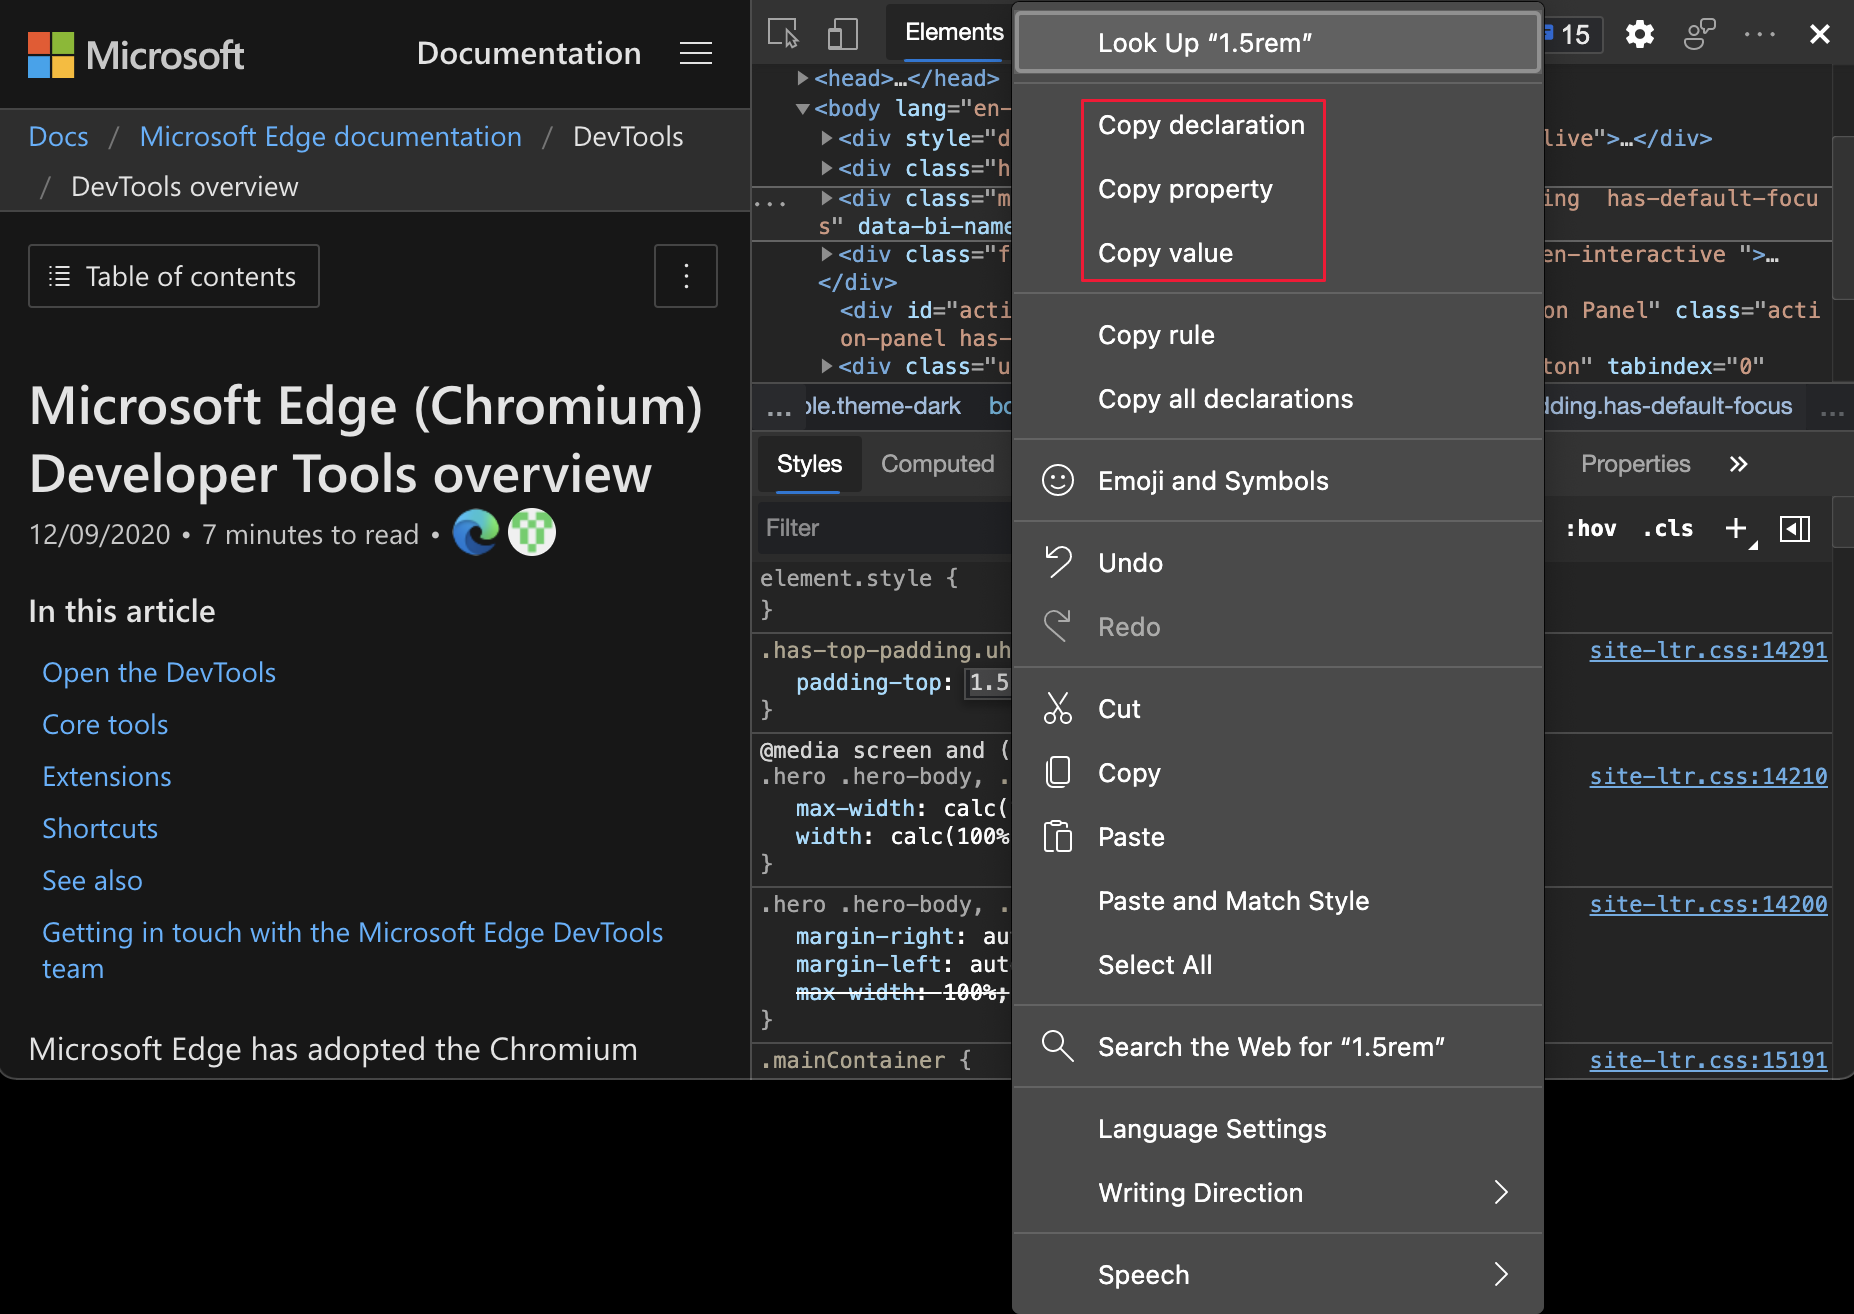 Microsoft
Documentation
Docs / Microsoft Edge documentation / DevTools
/ DevTools overview
Table of contents
Microsoft Edge (Chromium)
Developer Tools overview
12/09/2020 • 7 minutes to read •
In this article
Open the DevTools
Core tools
Extensions
Shortcuts
See also
Getting in touch with the Microsoft Edge DevTools
team
Microsoft Edge has adopted the Chromium
Elements
15
<head>…</head>
<body lang="en-
<div style="d
live">…</div>
<div class="h
... <div class="m
ing has-default-focu
s" data-bi-name
<div class="f
en-interactive ">…
</div>
<div id="acti
on Panel" class="acti
on-panel has-
<div class="u
ton" tabindex="0"
... ble.theme-dark
dding.has-default-focus ...
Styles
Computed
Properties
Filter
:hov .cls
element.style {
}
.has-top-padding.uh
site-ltr.css:14291
padding-top: 1.5
}
@media screen and (
.hero .hero-body, .
site-ltr.css:14210
max-width: calc(
width: calc(100%
}
.hero .hero-body, .
site-ltr.css:14200
margin-right: au
margin-left: aut
max-width: 100%;
}
.mainContainer {
site-ltr.css:15191
Look Up “1.5rem”
Copy declaration
Copy property
Copy value
Copy rule
Copy all declarations
Emoji and Symbols
Undo
Redo
Cut
Copy
Paste
Paste and Match Style
Select All
Search the Web for “1.5rem”
Language Settings
Writing Direction
Speech